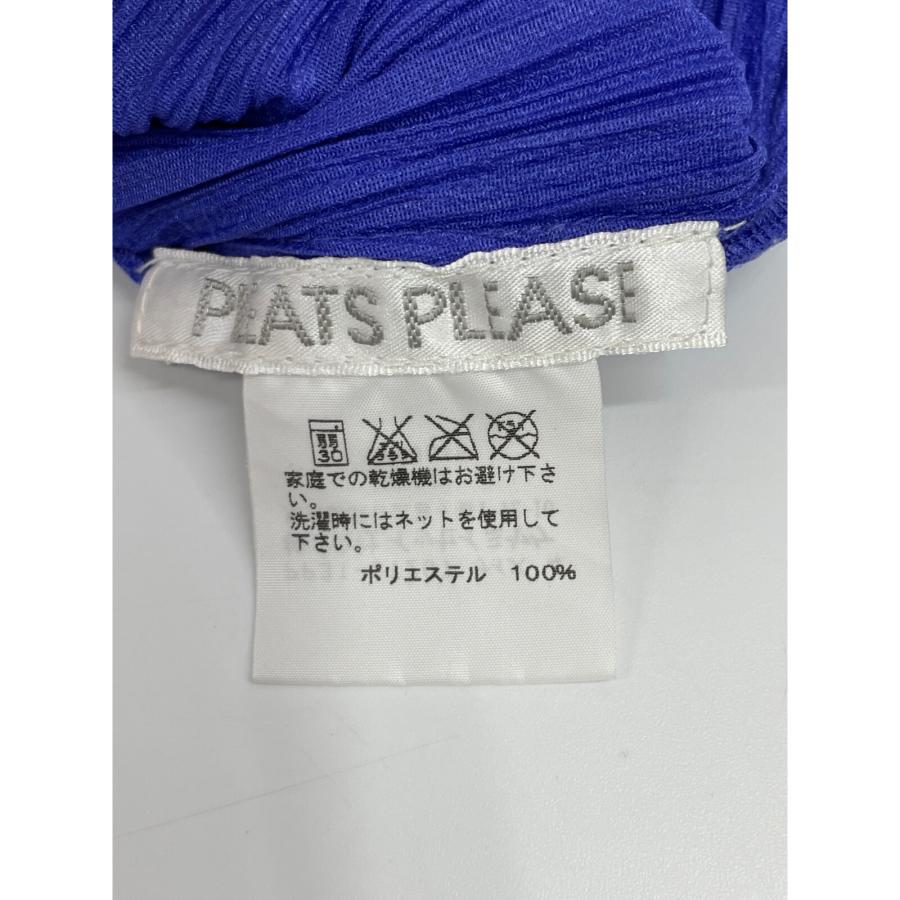 PLEATS PLEASE
弱
30
家庭での乾燥機はお避け下さ
い。
洗濯時にはネットを使用して
下さい。
ポリエステル 100%